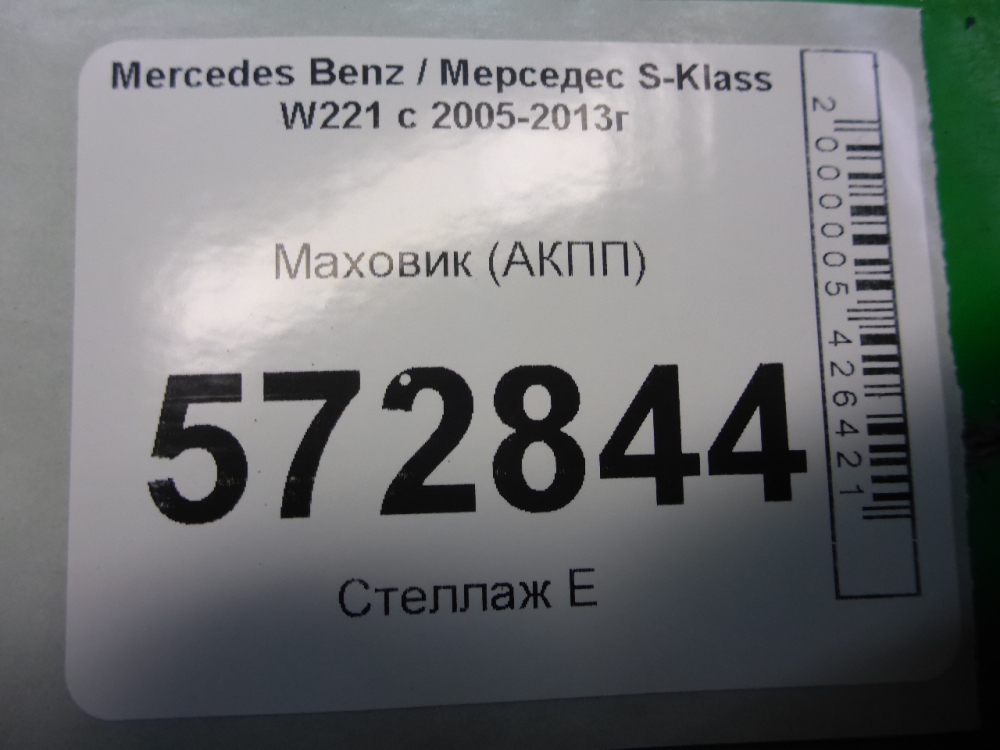 Mercedes Benz / Мерседес S-Klass
W221 с 2005-2013г
Маховик (АКПП)
572844
Стеллаж Е
2000005426421